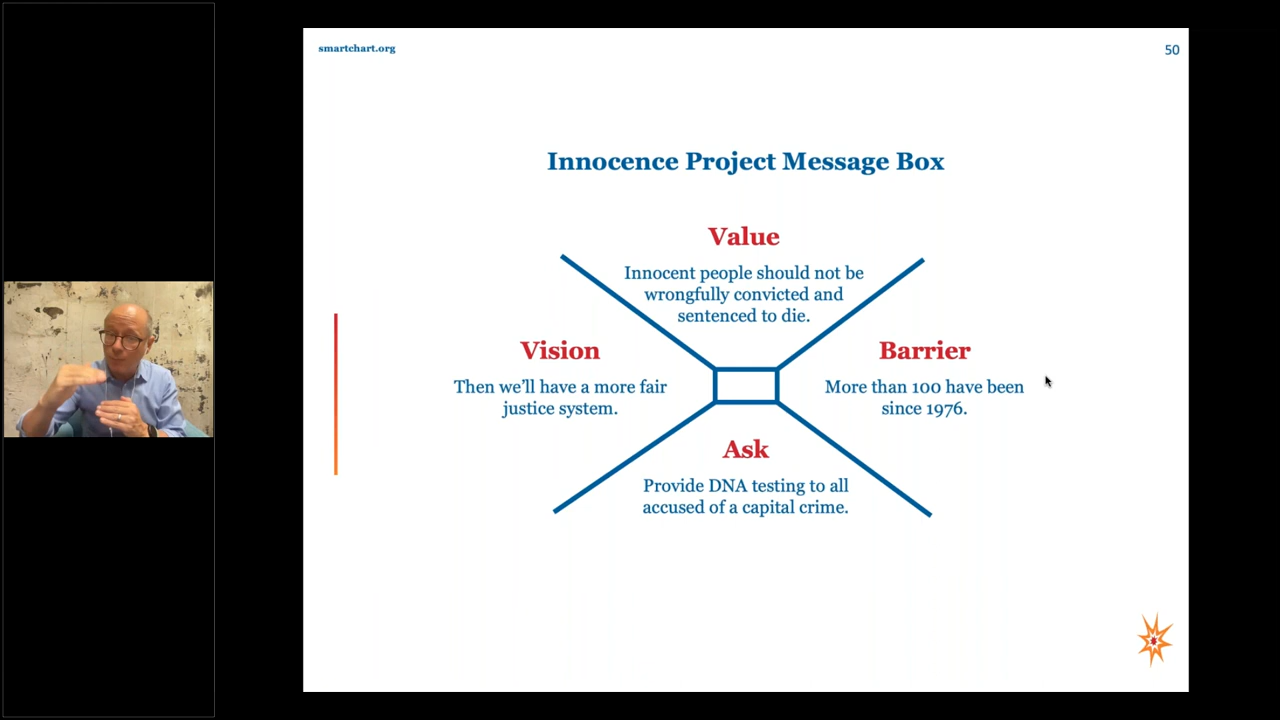 smartchart.org
50
Innocence Project Message Box
Value
Innocent people should not be
wrongfully convicted and
sentenced to die.
Vision
Then we’ll have a more fair
justice system.
Barrier
More than 100 have been
since 1976.
Ask
Provide DNA testing to all
accused of a capital crime.